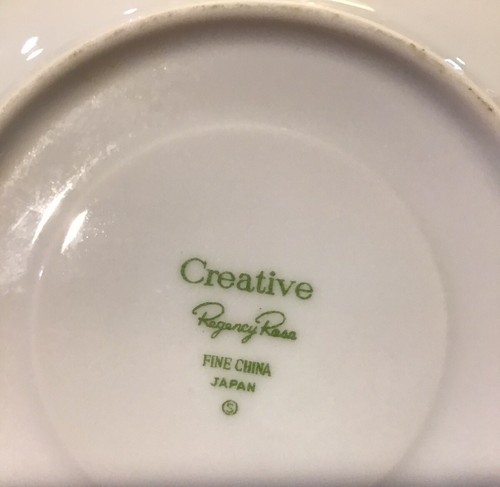 Creative
Regency Rose
FINE CHINA
JAPAN
S